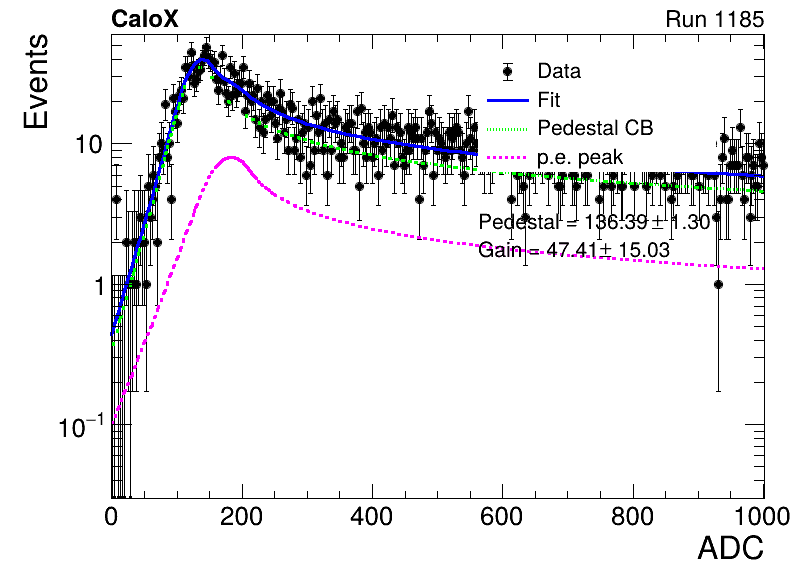 CaloX Run 1185
Events
Data
Fit
Pedestal CB
p.e. peak
Pedestal = 136.39 ± 1.30
Gain = 47.41 ± 15.03
10
1
10⁻¹
0 200 400 600 800 1000
ADC